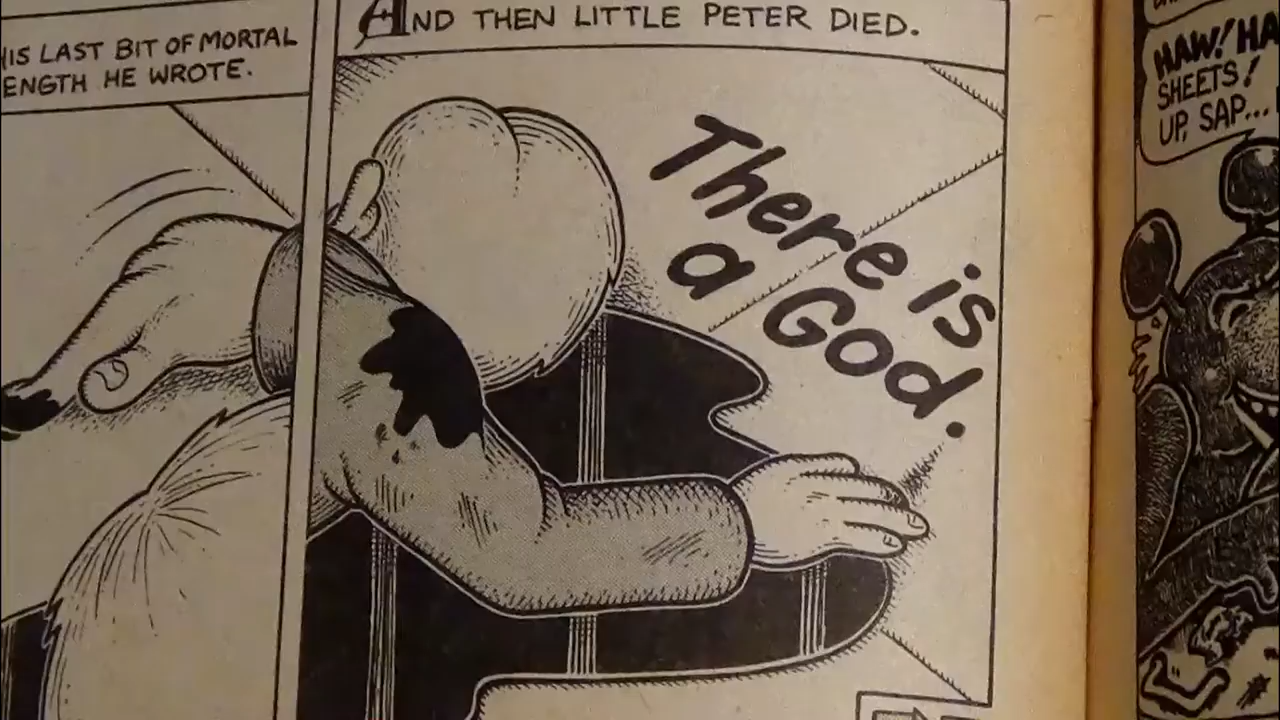 HIS LAST BIT OF MORTAL
ENGTH HE WROTE.
AND THEN LITTLE PETER DIED.
There is
a God.
HAW! HA
SHEETS!
UP, SAP...